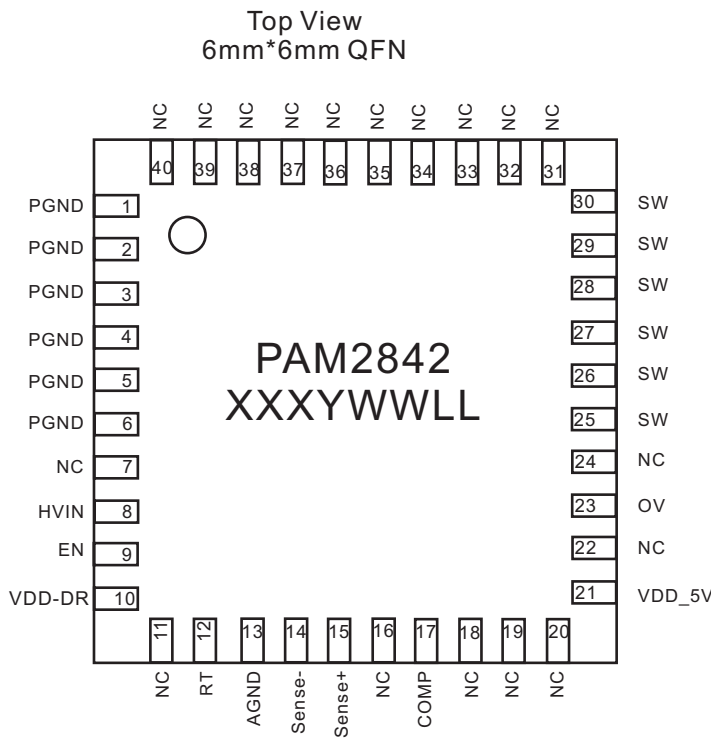 Top View
6mm*6mm QFN
NC NC NC NC NC NC NC NC NC NC
40 39 38 37 36 35 34 33 32 31
PGND 1
PGND 2
PGND 3
PGND 4
PGND 5
PGND 6
NC 7
HVIN 8
EN 9
VDD-DR 10
PAM2842
XXXYWWLL
30 SW
29 SW
28 SW
27 SW
26 SW
25 SW
24 NC
23 OV
22 NC
21 VDD_5V
11 12 13 14 15 16 17 18 19 20
NC RT AGND Sense- Sense+ NC COMP NC NC NC